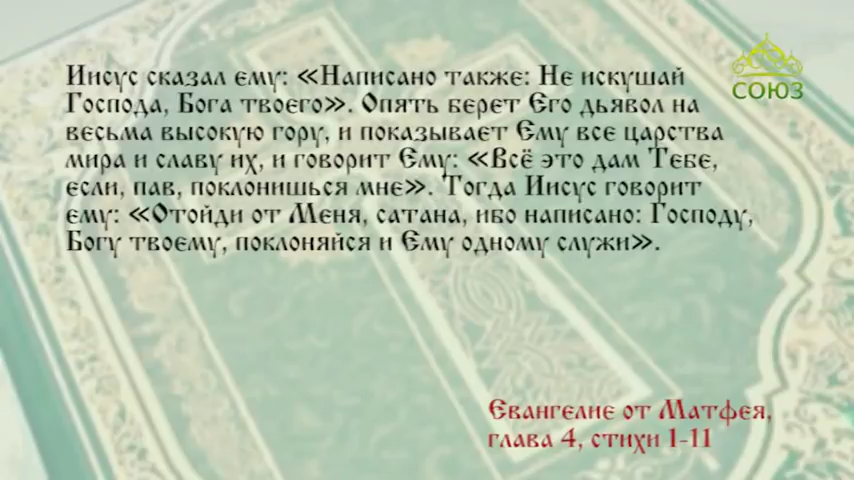 Иисус сказал ему: «Написано также: Не искушай
Господа, Бога твоего». Опять берет Его дьявол на
весьма высокую гору, и показывает Ему все царства
мира и славу их, и говорит Ему: «Всё это дам Тебе,
если, пав, поклонишься мне». Тогда Иисус говорит
ему: «Отойди от Меня, сатана, ибо написано: Господу,
Богу твоему, поклоняйся и Ему одному служи».
СОЮЗ
Евангелие от Матфея,
глава 4, стихи 1-11